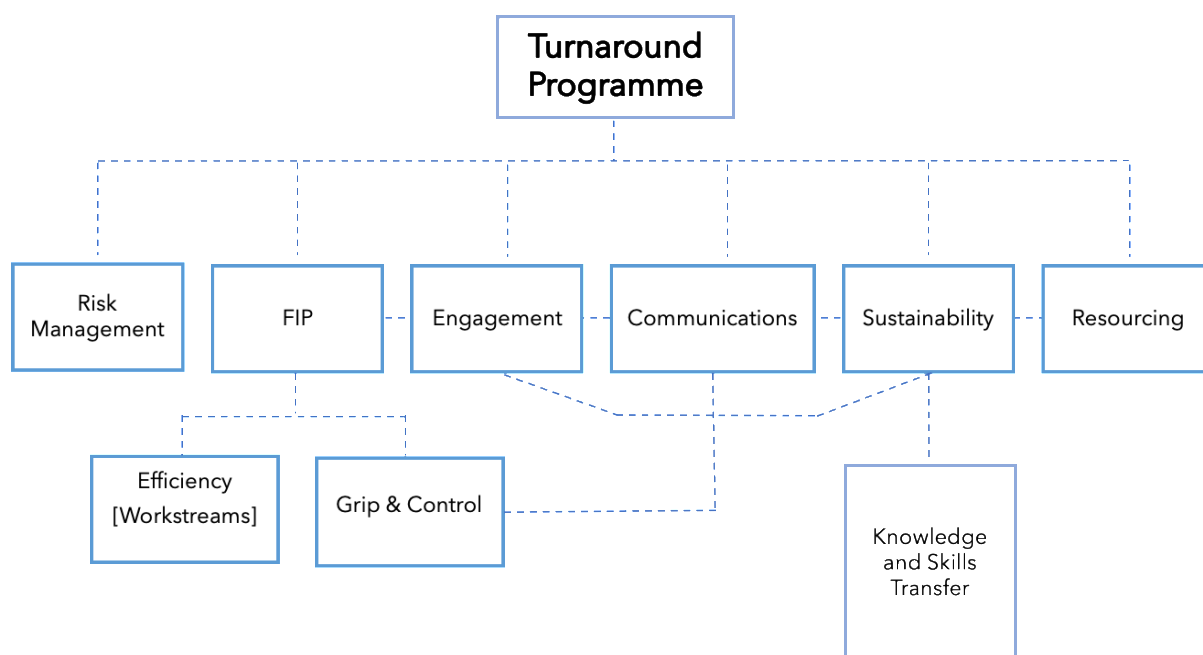 Turnaround
Programme
Risk
Management
FIP
Engagement
Communications
Sustainability
Resourcing
Efficiency
[Workstreams]
Grip & Control
Knowledge
and Skills
Transfer